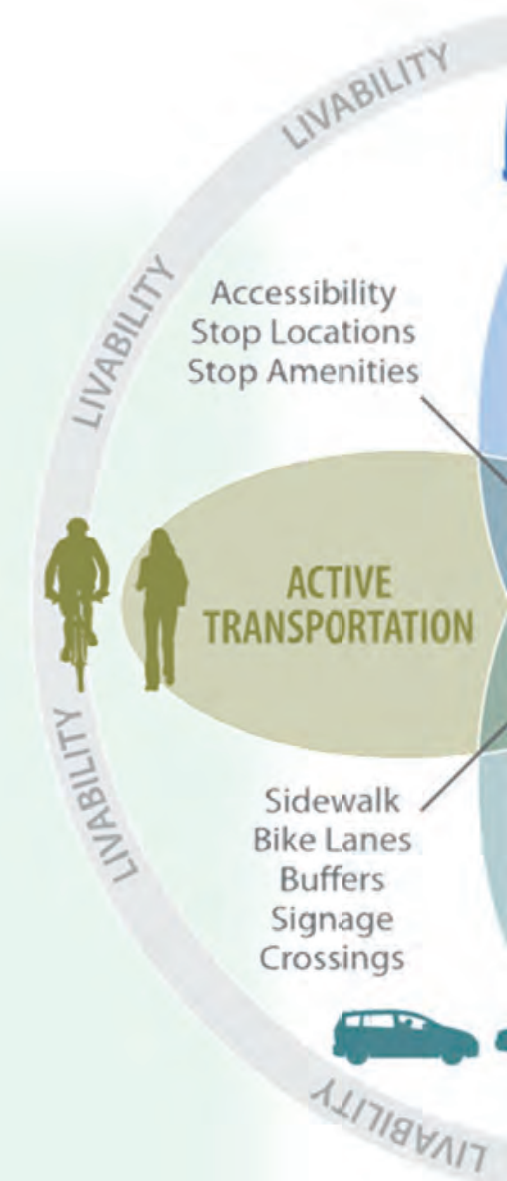 LIVABILITY
LIVABILITY
Accessibility
Stop Locations
Stop Amenities
ACTIVE
TRANSPORTATION
LIVABILITY
Sidewalk
Bike Lanes
Buffers
Signage
Crossings
LIVABILITY